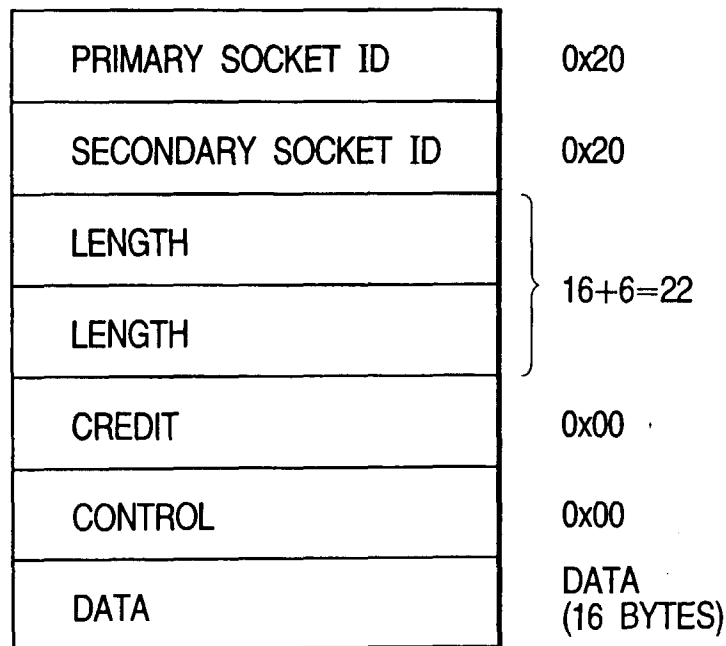 PRIMARY SOCKET ID 0x20
SECONDARY SOCKET ID 0x20
LENGTH
16+6=22
LENGTH
CREDIT 0x00
CONTROL 0x00
DATA DATA
(16 BYTES)